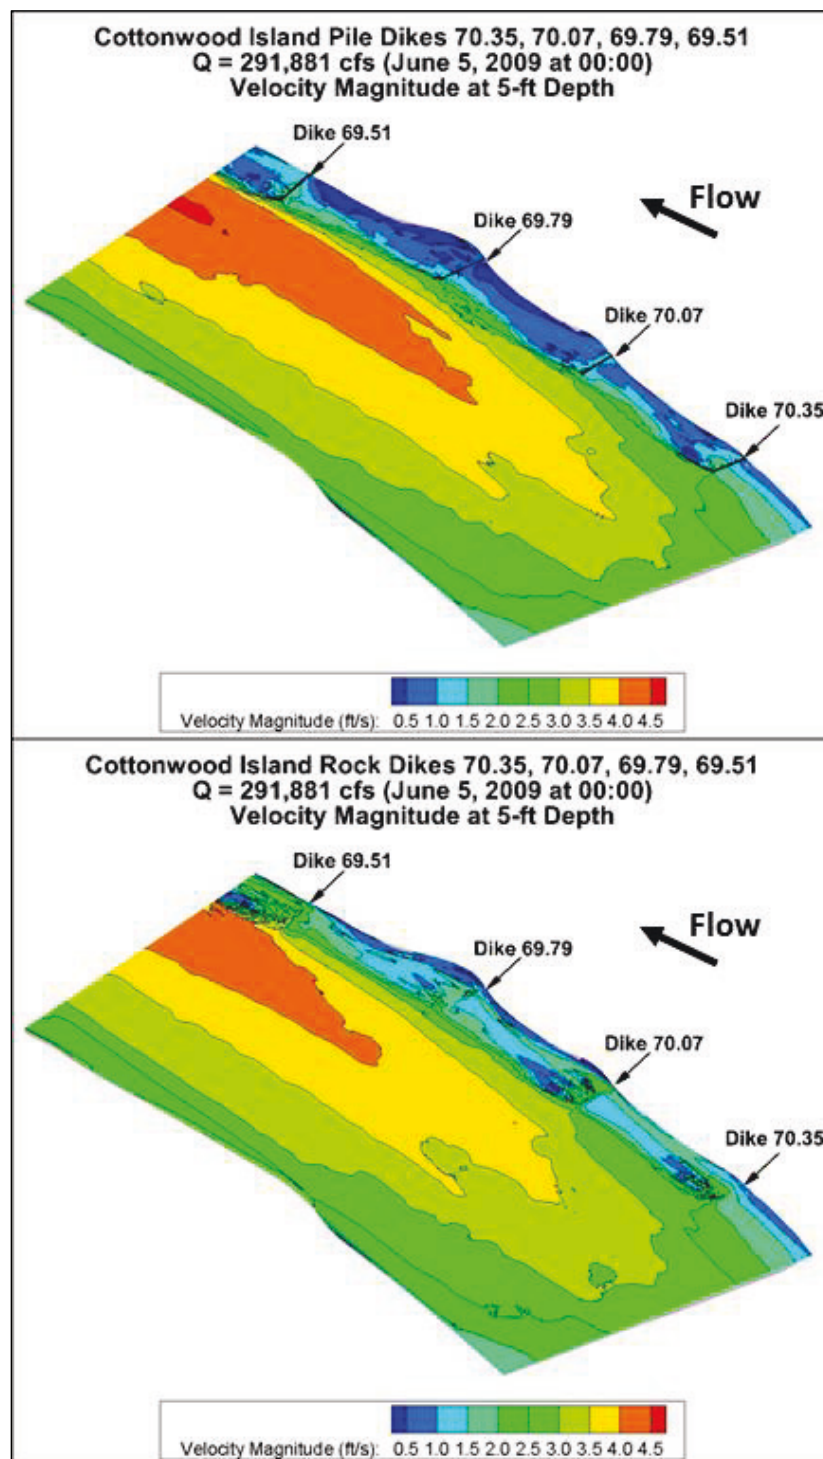 Cottonwood Island Pile Dikes 70.35, 70.07, 69.79, 69.51
Q = 291,881 cfs (June 5, 2009 at 00:00)
Velocity Magnitude at 5-ft Depth
Dike 69.51
Flow
Dike 69.79
Dike 70.07
Dike 70.35
Velocity Magnitude (ft/s): 0.5 1.0 1.5 2.0 2.5 3.0 3.5 4.0 4.5
Cottonwood Island Rock Dikes 70.35, 70.07, 69.79, 69.51
Q = 291,881 cfs (June 5, 2009 at 00:00)
Velocity Magnitude at 5-ft Depth
Dike 69.51
Flow
Dike 69.79
Dike 70.07
Dike 70.35
Velocity Magnitude (ft/s): 0.5 1.0 1.5 2.0 2.5 3.0 3.5 4.0 4.5